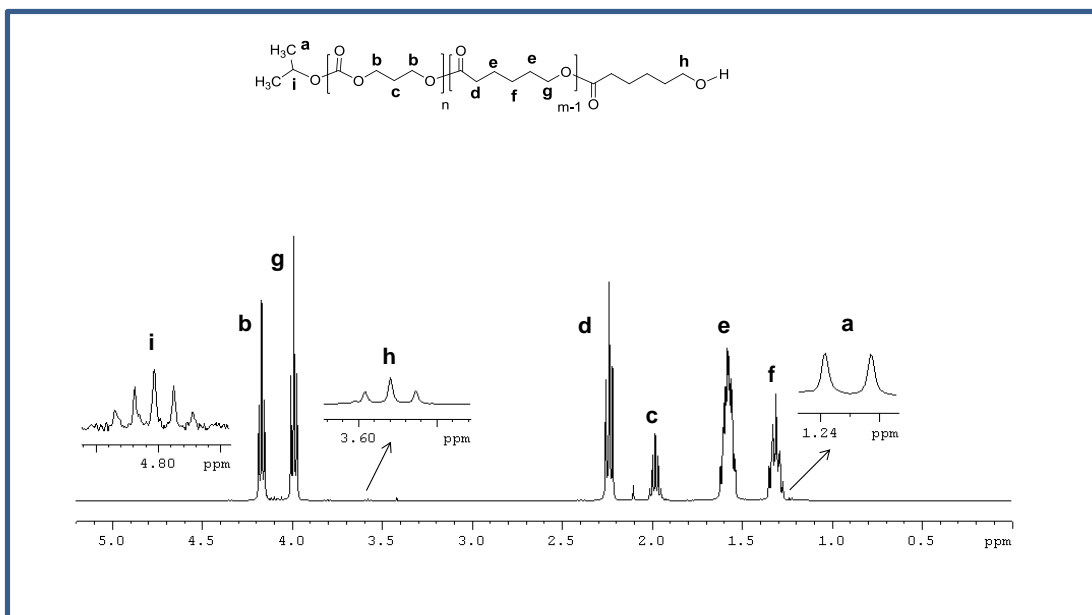 a b b O e e h
H₃C O O
H₃C O O O O O H
i c d f g O
n m-1
g
b d e a
i h f
c
3.60 ppm 1.24 ppm
4.80 ppm
5.0 4.5 4.0 3.5 3.0 2.5 2.0 1.5 1.0 0.5 ppm